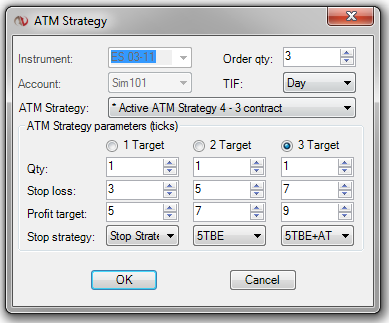 ATM Strategy
Instrument: ES 03-11 Order qty: 3
Account: Sim101 TIF: Day
ATM Strategy: * Active ATM Strategy 4 - 3 contract
ATM Strategy parameters (ticks)
1 Target 2 Target 3 Target
Qty: 1 1 1
Stop loss: 3 5 7
Profit target: 5 7 9
Stop strategy: Stop Strate 5TBE 5TBE+AT
OK Cancel